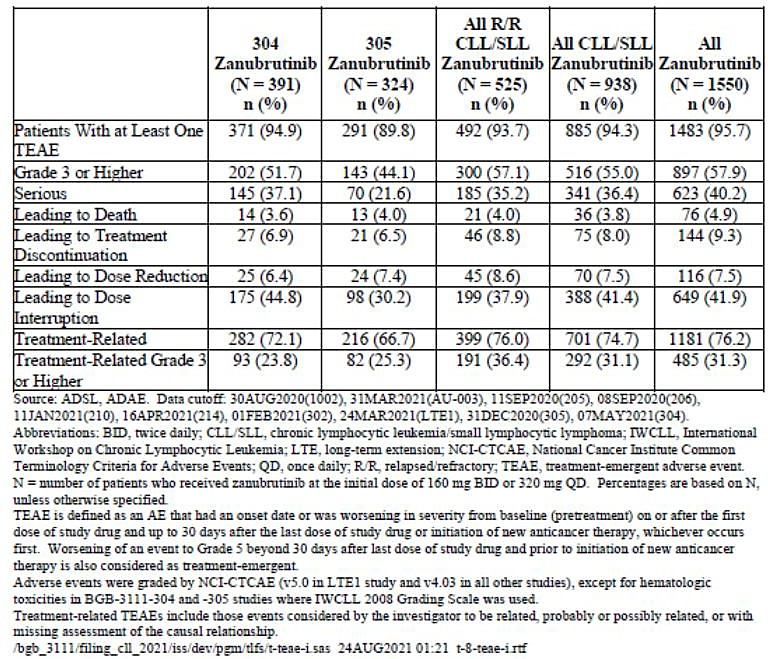 304 Zanubrutinib (N = 391) n (%)
305 Zanubrutinib (N = 324) n (%)
All R/R CLL/SLL Zanubrutinib (N = 525) n (%)
All CLL/SLL Zanubrutinib (N = 938) n (%)
All Zanubrutinib (N = 1550) n (%)
Patients With at Least One TEAE 371 (94.9) 291 (89.8) 492 (93.7) 885 (94.3) 1483 (95.7)
Grade 3 or Higher 202 (51.7) 143 (44.1) 300 (57.1) 516 (55.0) 897 (57.9)
Serious 145 (37.1) 70 (21.6) 185 (35.2) 341 (36.4) 623 (40.2)
Leading to Death 14 (3.6) 13 (4.0) 21 (4.0) 36 (3.8) 76 (4.9)
Leading to Treatment Discontinuation 27 (6.9) 21 (6.5) 46 (8.8) 75 (8.0) 144 (9.3)
Leading to Dose Reduction 25 (6.4) 24 (7.4) 45 (8.6) 70 (7.5) 116 (7.5)
Leading to Dose Interruption 175 (44.8) 98 (30.2) 199 (37.9) 388 (41.4) 649 (41.9)
Treatment-Related 282 (72.1) 216 (66.7) 399 (76.0) 701 (74.7) 1181 (76.2)
Treatment-Related Grade 3 or Higher 93 (23.8) 82 (25.3) 191 (36.4) 292 (31.1) 485 (31.3)
Source: ADSL, ADAE. Data cutoff: 30AUG2020(1002), 31MAR2021(AU-003), 11SEP2020(205), 08SEP2020(206),
11JAN2021(210), 16APR2021(214), 01FEB2021(302), 24MAR2021(LTE1), 31DEC2020(305), 07MAY2021(304).
Abbreviations: BID, twice daily; CLL/SLL, chronic lymphocytic leukemia/small lymphocytic lymphoma; IWCLL, International
Workshop on Chronic Lymphocytic Leukemia; LTE, long-term extension; NCI-CTCAE, National Cancer Institute Common
Terminology Criteria for Adverse Events; QD, once daily; R/R, relapsed/refractory; TEAE, treatment-emergent adverse event.
N = number of patients who received zanubrutinib at the initial dose of 160 mg BID or 320 mg QD. Percentages are based on N,
unless otherwise specified.
TEAE is defined as an AE that had an onset date or was worsening in severity from baseline (pretreatment) on or after the first
dose of study drug and up to 30 days after the last dose of study drug or initiation of new anticancer therapy, whichever occurs
first. Worsening of an event to Grade 5 beyond 30 days after last dose of study drug and prior to initiation of new anticancer
therapy is also considered as treatment-emergent.
Adverse events were graded by NCI-CTCAE (v5.0 in LTE1 study and v4.03 in all other studies), except for hematologic
toxicities in BGB-3111-304 and -305 studies where IWCLL 2008 Grading Scale was used.
Treatment-related TEAEs include those events considered by the investigator to be related, probably or possibly related, or with
missing assessment of the causal relationship.
/bgb_3111/filing_cll_2021/iss/dev/pgm/tlfs/t-teae-i.sas 24AUG2021 01:21 t-8-teae-i.rtf